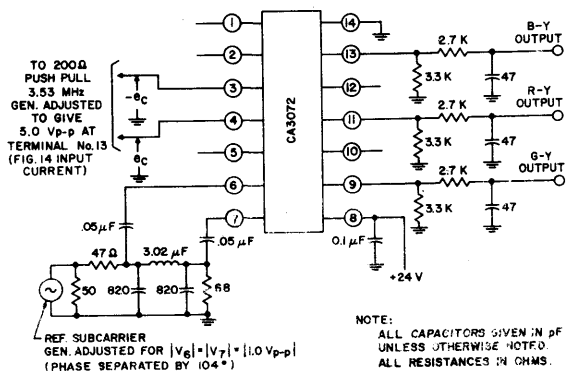 TO 200Ω
PUSH PULL
3.53 MHz
GEN. ADJUSTED
TO GIVE
5.0 Vp-p AT
TERMINAL No.13
(FIG. 14 INPUT
CURRENT)
-eC
eC
1
2
3
4
5
6
7
CA3072
14
13
12
11
10
9
8
2.7 K
3.3 K
47
B-Y
OUTPUT
2.7 K
3.3 K
47
R-Y
OUTPUT
2.7 K
3.3 K
47
G-Y
OUTPUT
0.1 µF
+24 V
.05µF
.05µF
47Ω
3.02 µF
50
820
820
68
REF. SUBCARRIER
GEN. ADJUSTED FOR |V6|=|V7|=|1.0 Vp-p|
(PHASE SEPARATED BY 104°)
NOTE:
ALL CAPACITORS GIVEN IN pF
UNLESS OTHERWISE NOTED.
ALL RESISTANCES IN OHMS.